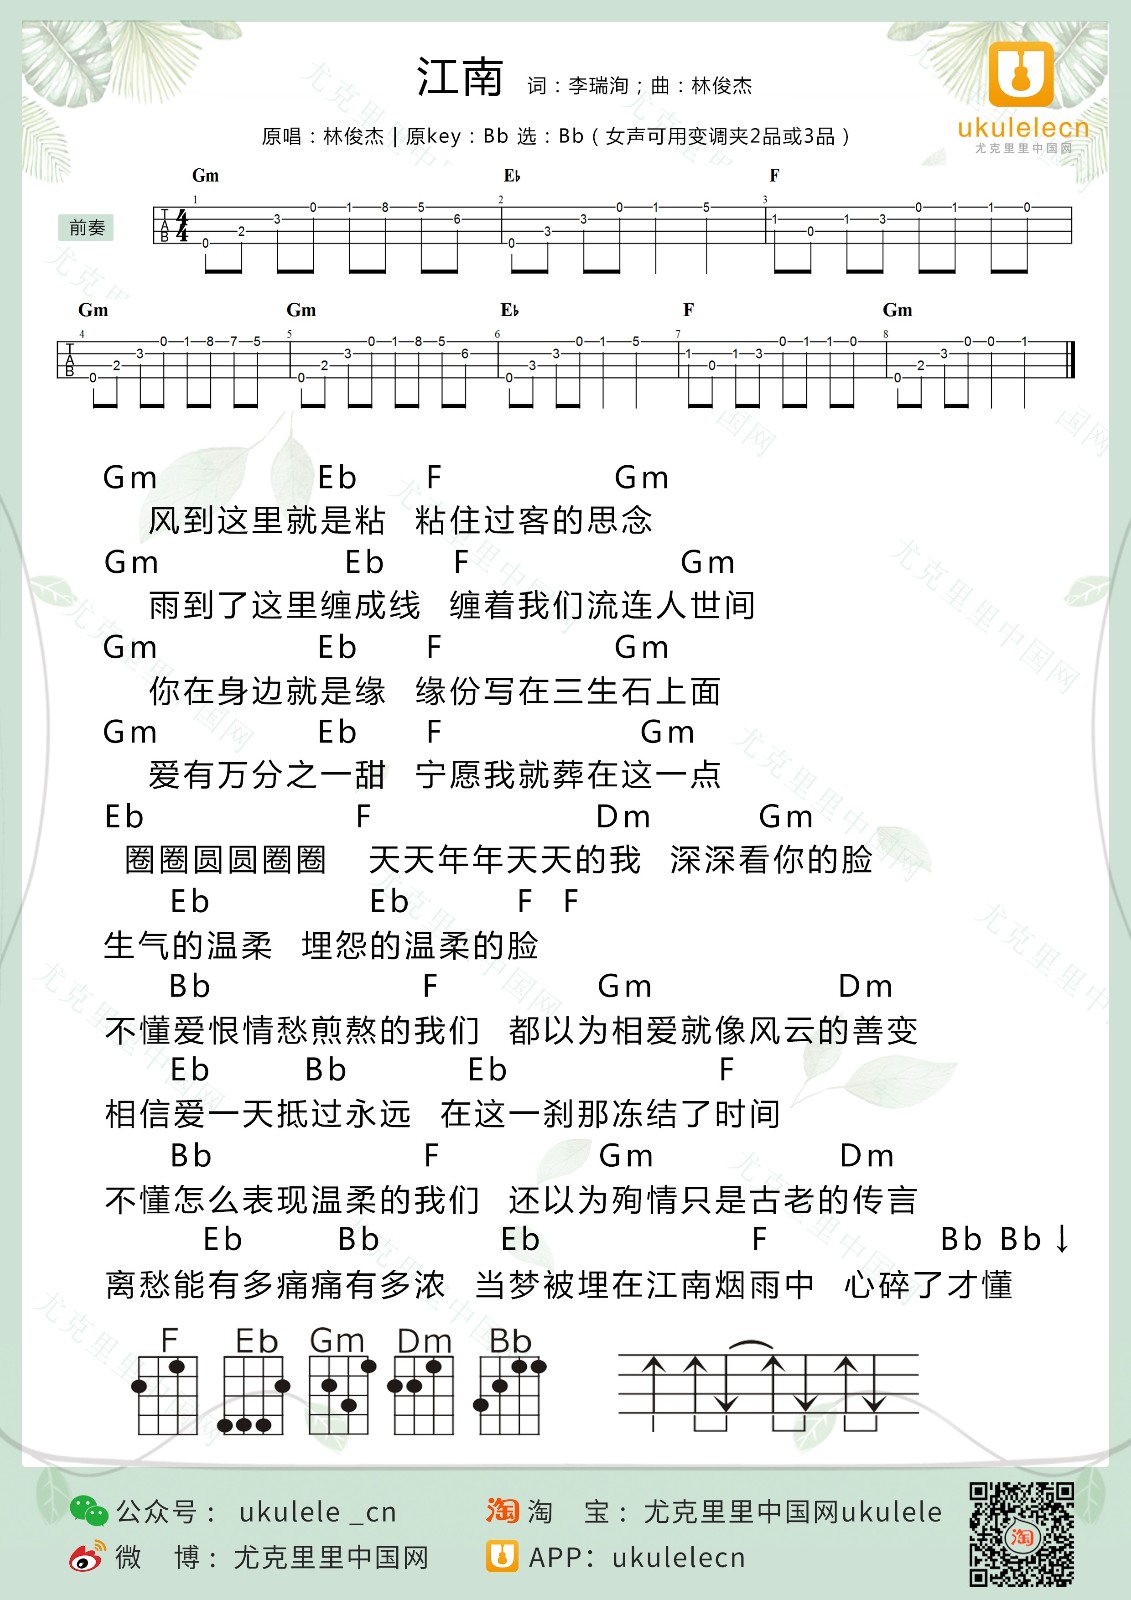 江南 词：李瑞洵；曲：林俊杰
ukulelecn
尤克里里中国网
原唱：林俊杰 | 原key：Bb 选：Bb（女声可用变调夹2品或3品）
Gm E♭ F
1 2 3
前奏
TAB 4/4 0 2 3 0 1 8 5 6 0 3 3 0 1 5 1 0 1 3 0 1 1 0
Gm Gm E♭ F Gm
4 5 6 7 8
TAB 0 2 3 0 1 8 7 5 0 2 3 0 1 8 5 6 0 3 3 0 1 5 1 0 1 3 0 1 1 0 0 2 3 0 0 1
Gm Eb F Gm
风到这里就是粘 粘住过客的思念
Gm Eb F Gm
雨到了这里缠成线 缠着我们流连人世间
Gm Eb F Gm
你在身边就是缘 缘份写在三生石上面
Gm Eb F Gm
爱有万分之一甜 宁愿我就葬在这一点
Eb F Dm Gm
圈圈圆圆圈圈 天天年年天天的我 深深看你的脸
Eb Eb F F
生气的温柔 埋怨的温柔的脸
Bb F Gm Dm
不懂爱恨情愁煎熬的我们 都以为相爱就像风云的善变
Eb Bb Eb F
相信爱一天抵过永远 在这一刹那冻结了时间
Bb F Gm Dm
不懂怎么表现温柔的我们 还以为殉情只是古老的传言
Eb Bb Eb F Bb Bb↓
离愁能有多痛痛有多浓 当梦被埋在江南烟雨中 心碎了才懂
F Eb Gm Dm Bb
公众号： ukulele _cn
淘 淘 宝：尤克里里中国网ukulele
微 博：尤克里里中国网
APP：ukulelecn
淘